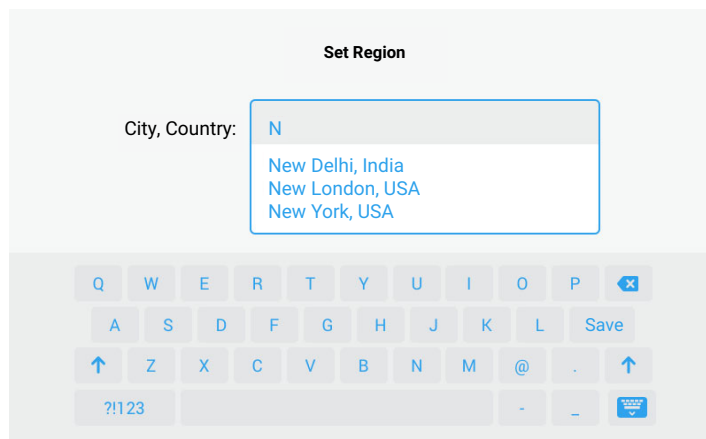 Set Region
City, Country: N
New Delhi, India
New London, USA
New York, USA
Q W E R T Y U I O P
A S D F G H J K L Save
Z X C V B N M @ .
?!123 - _